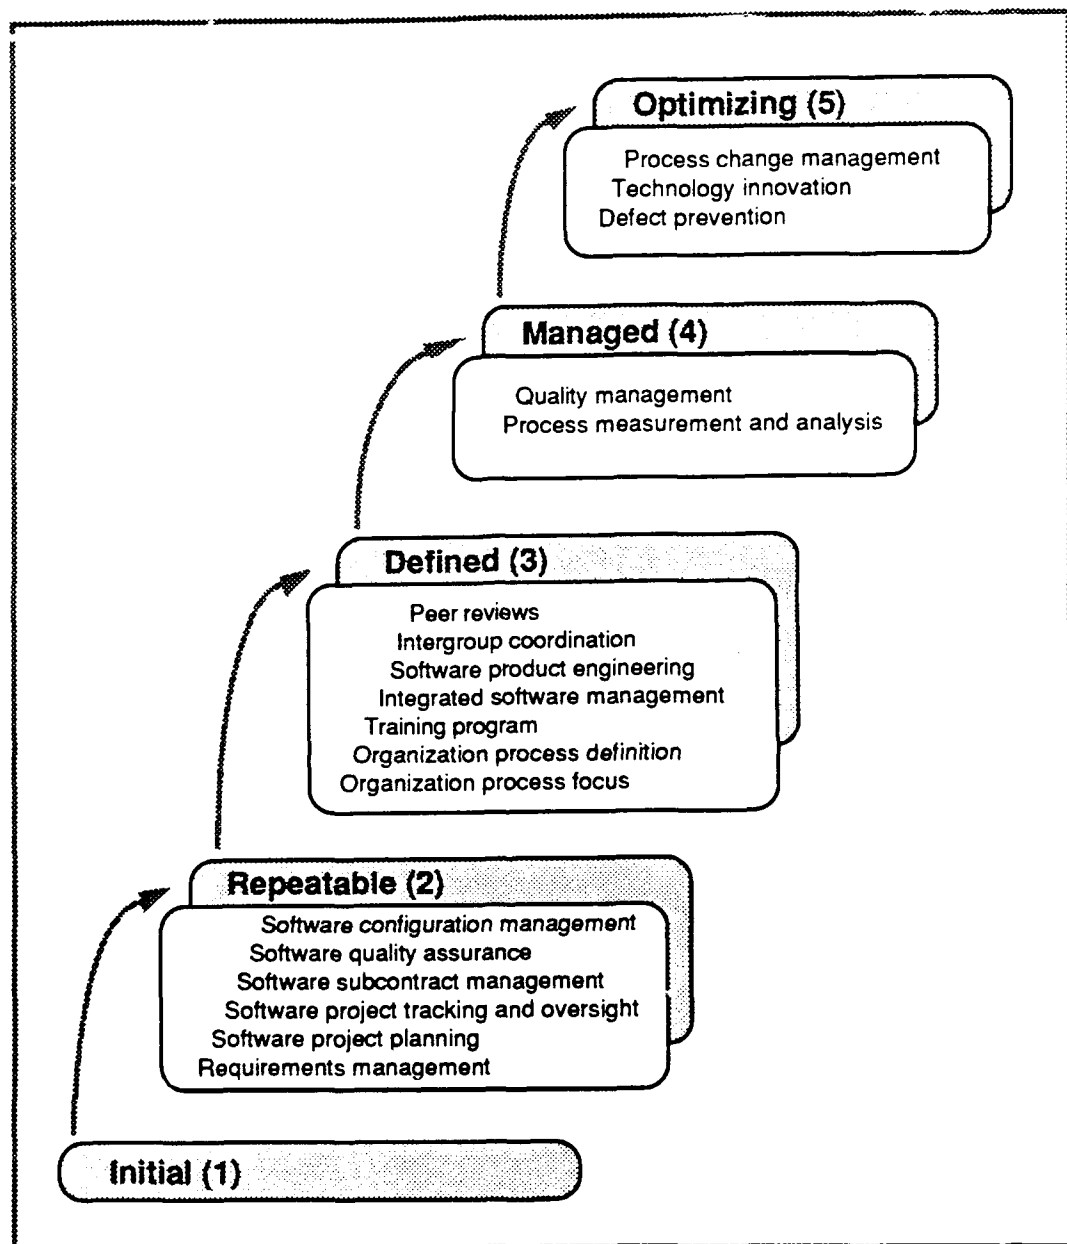 Optimizing (5)
Process change management
Technology innovation
Defect prevention
Managed (4)
Quality management
Process measurement and analysis
Defined (3)
Peer reviews
Intergroup coordination
Software product engineering
Integrated software management
Training program
Organization process definition
Organization process focus
Repeatable (2)
Software configuration management
Software quality assurance
Software subcontract management
Software project tracking and oversight
Software project planning
Requirements management
Initial (1)